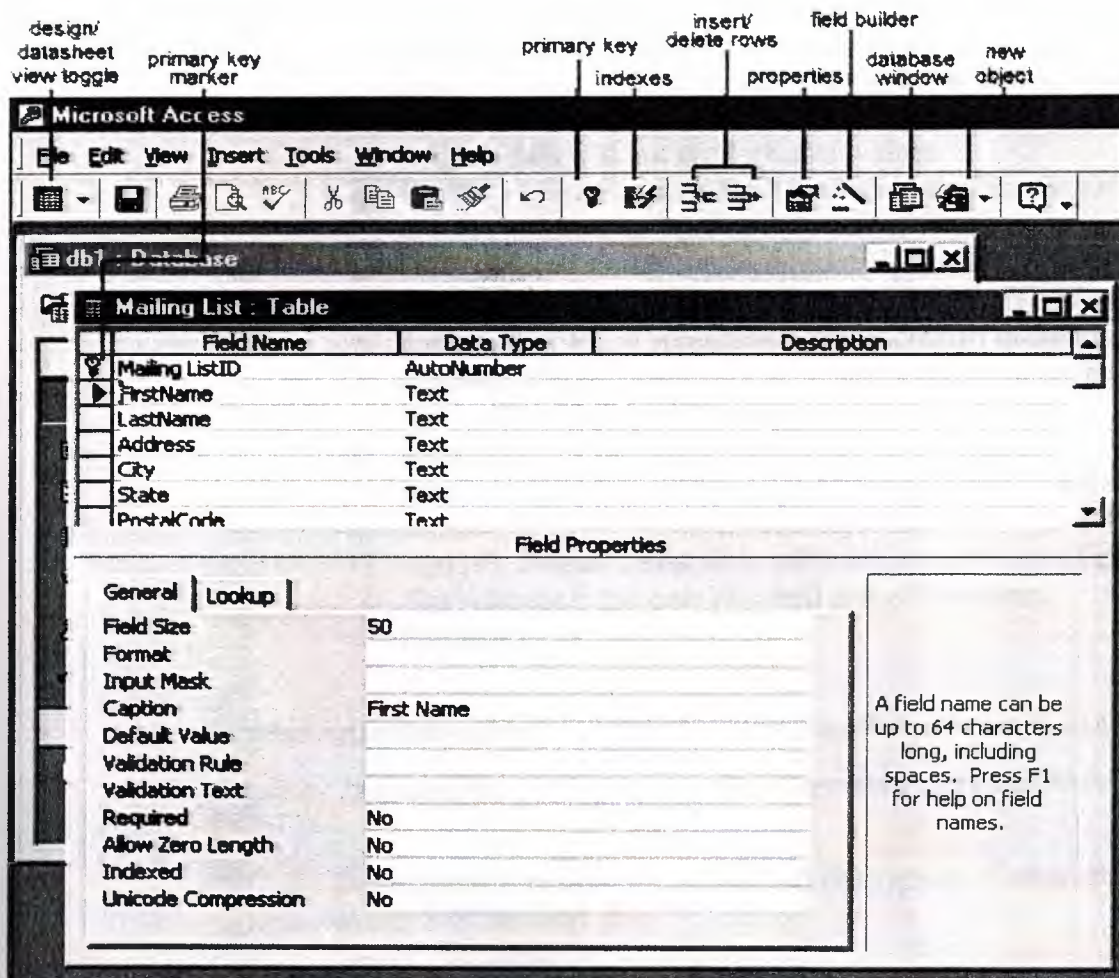 design/
datasheet
view toggle
primary key
marker
primary key
indexes
insert/
delete rows
properties
field builder
database
window
new
object
Microsoft Access
File Edit View Insert Tools Window Help
ABC
db1 : Database
Mailing List : Table
Field Name Data Type Description
Mailing ListID AutoNumber
FirstName Text
LastName Text
Address Text
City Text
State Text
PostalCode Text
Field Properties
General Lookup
Field Size 50
Format
Input Mask
Caption First Name
Default Value
Validation Rule
Validation Text
Required No
Allow Zero Length No
Indexed No
Unicode Compression No
A field name can be
up to 64 characters
long, including
spaces. Press F1
for help on field
names.